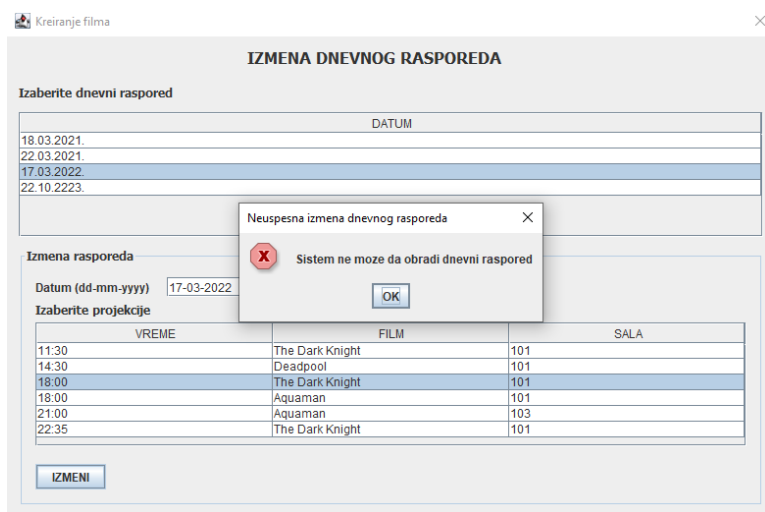 Kreiranje filma
IZMENA DNEVNOG RASPOREDA
Izaberite dnevni raspored
DATUM
18.03.2021.
22.03.2021.
17.03.2022.
22.10.2223.
Neuspesna izmena dnevnog rasporeda
Sistem ne moze da obradi dnevni raspored
OK
Izmena rasporeda
Datum (dd-mm-yyyy) 17-03-2022
Izaberite projekcije
VREME FILM SALA
11:30 The Dark Knight 101
14:30 Deadpool 101
18:00 The Dark Knight 101
18:00 Aquaman 101
21:00 Aquaman 103
22:35 The Dark Knight 101
IZMENI